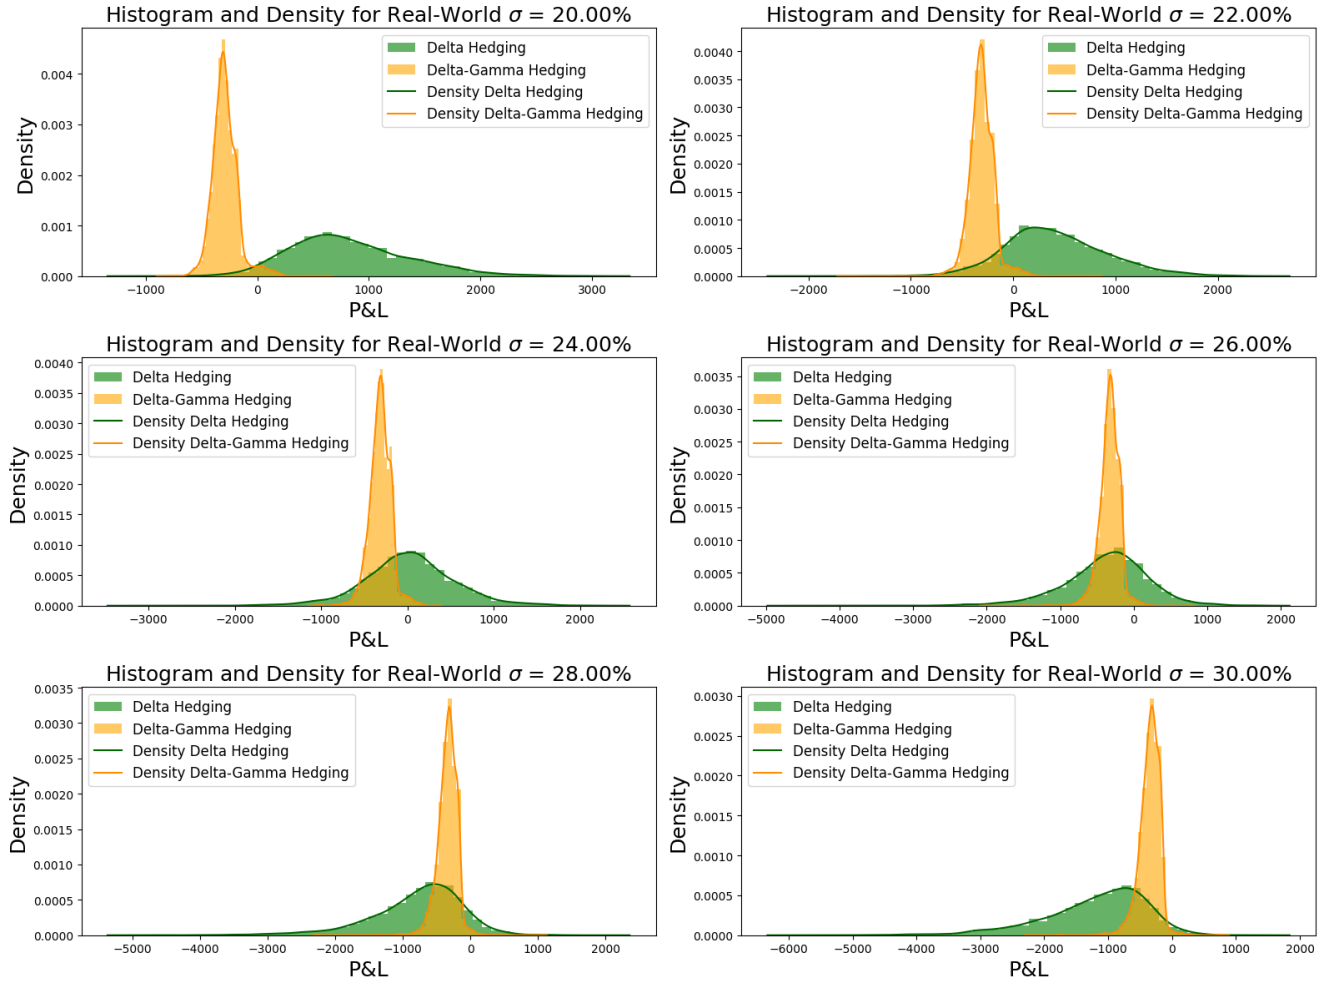 Histogram and Density for Real-World σ = 20.00%
Delta Hedging
Delta-Gamma Hedging
Density Delta Hedging
Density Delta-Gamma Hedging
Density
0.004
0.003
0.002
0.001
0.000
−1000 0 1000 2000 3000
P&L
Histogram and Density for Real-World σ = 22.00%
Delta Hedging
Delta-Gamma Hedging
Density Delta Hedging
Density Delta-Gamma Hedging
Density
0.0040
0.0035
0.0030
0.0025
0.0020
0.0015
0.0010
0.0005
0.0000
−2000 −1000 0 1000 2000
P&L
Histogram and Density for Real-World σ = 24.00%
Delta Hedging
Delta-Gamma Hedging
Density Delta Hedging
Density Delta-Gamma Hedging
Density
0.0040
0.0035
0.0030
0.0025
0.0020
0.0015
0.0010
0.0005
0.0000
−3000 −2000 −1000 0 1000 2000
P&L
Histogram and Density for Real-World σ = 26.00%
Delta Hedging
Delta-Gamma Hedging
Density Delta Hedging
Density Delta-Gamma Hedging
Density
0.0035
0.0030
0.0025
0.0020
0.0015
0.0010
0.0005
0.0000
−5000 −4000 −3000 −2000 −1000 0 1000 2000
P&L
Histogram and Density for Real-World σ = 28.00%
Delta Hedging
Delta-Gamma Hedging
Density Delta Hedging
Density Delta-Gamma Hedging
Density
0.0035
0.0030
0.0025
0.0020
0.0015
0.0010
0.0005
0.0000
−5000 −4000 −3000 −2000 −1000 0 1000 2000
P&L
Histogram and Density for Real-World σ = 30.00%
Delta Hedging
Delta-Gamma Hedging
Density Delta Hedging
Density Delta-Gamma Hedging
Density
0.0030
0.0025
0.0020
0.0015
0.0010
0.0005
0.0000
−6000 −5000 −4000 −3000 −2000 −1000 0 1000 2000
P&L